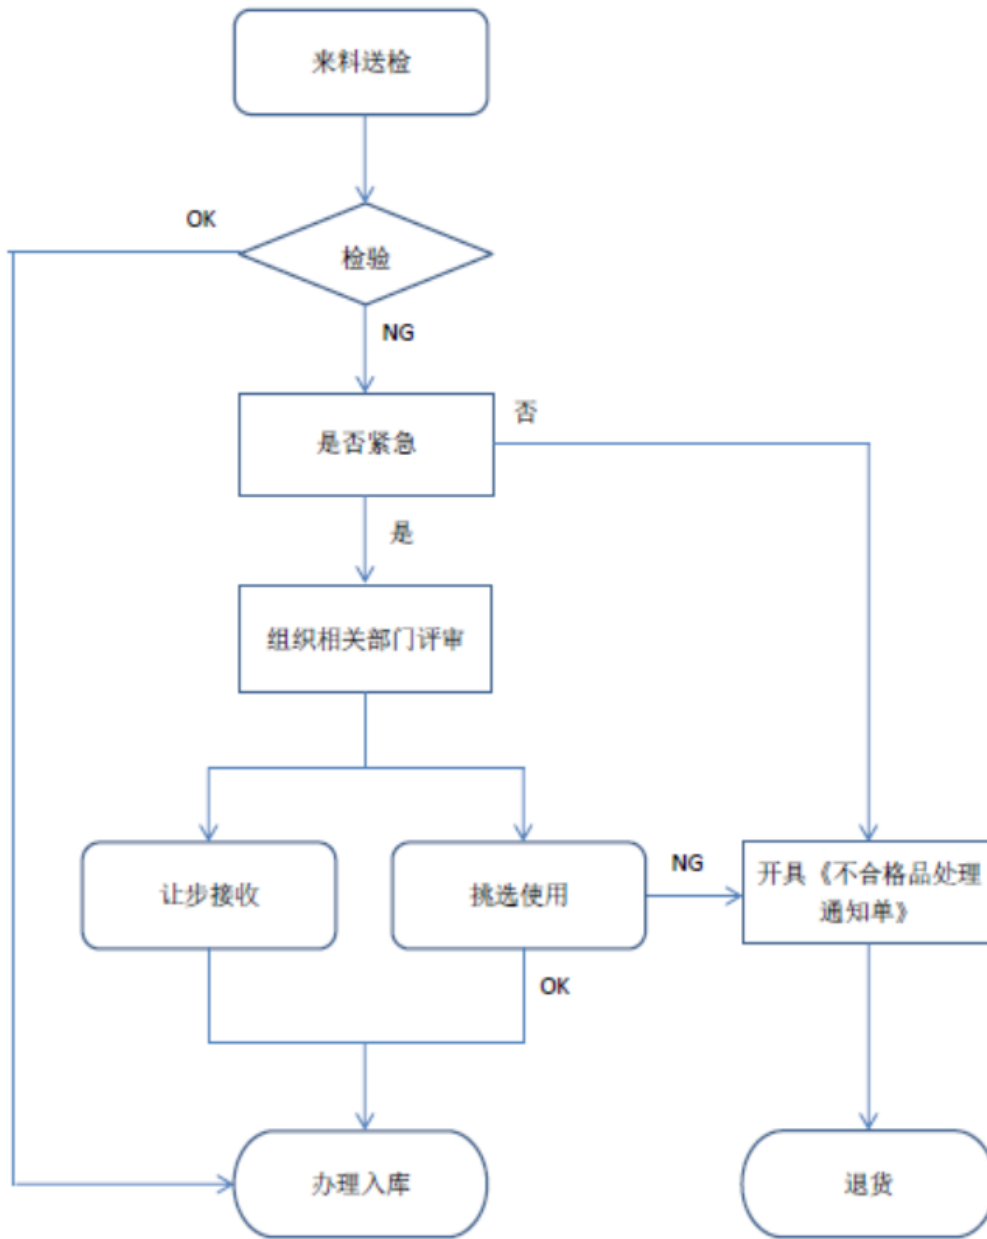 来料送检
OK
检验
NG
否
是否紧急
是
组织相关部门评审
让步接收
挑选使用
NG
开具《不合格品处理
通知单》
OK
办理入库
退货